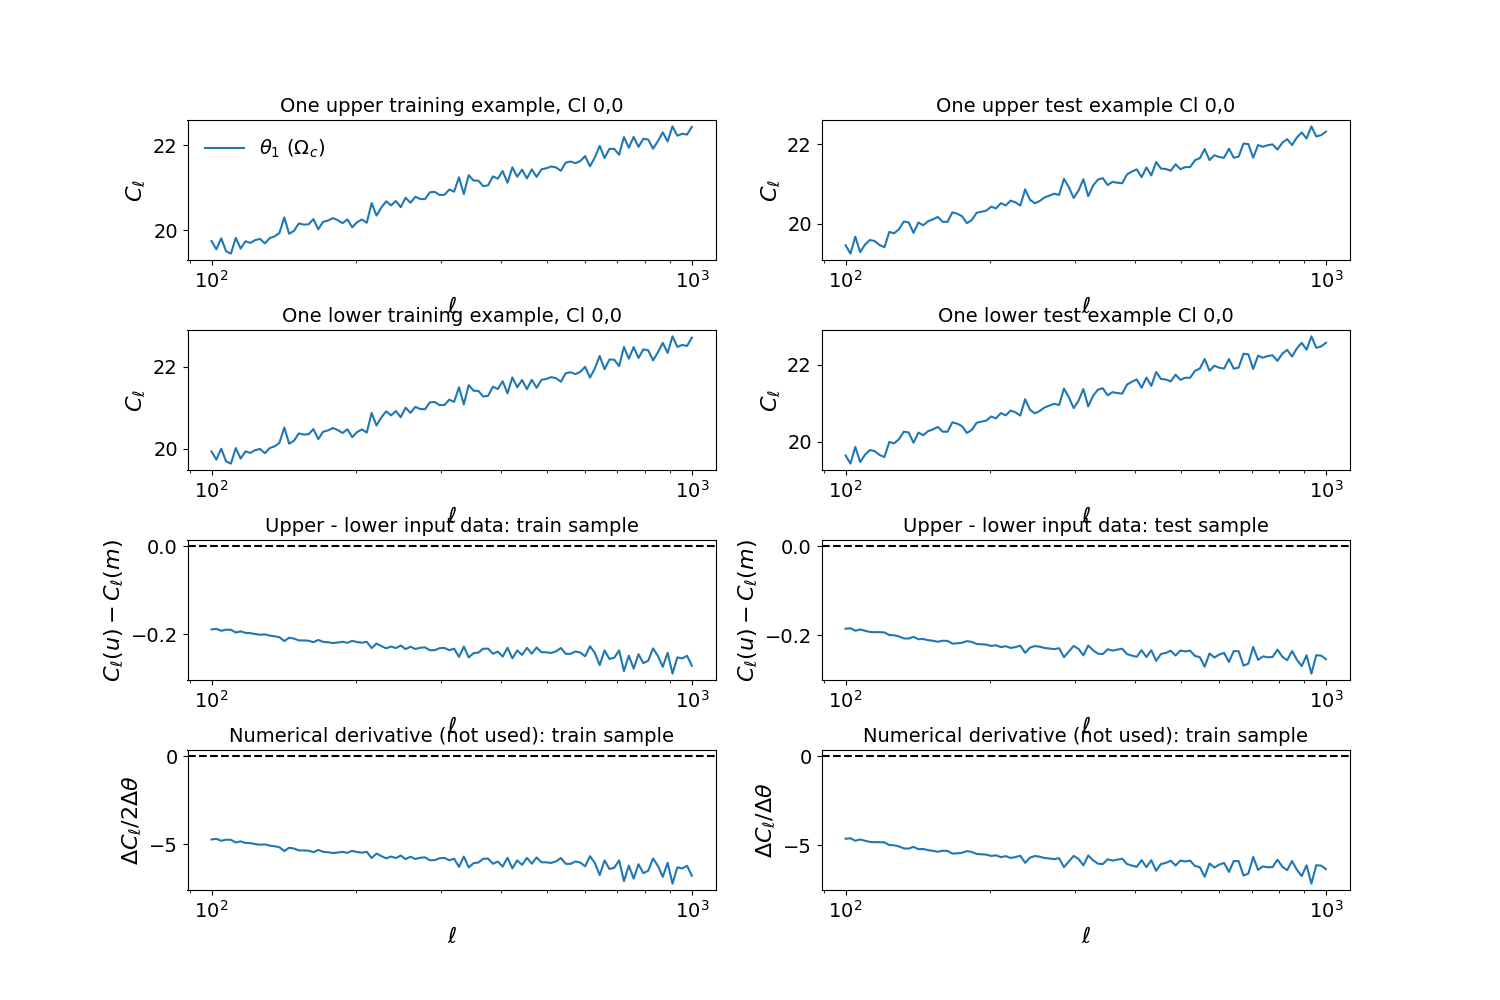 One upper training example, Cl 0,0
One upper test example Cl 0,0
22
20
Cℓ
θ₁ (Ωc)
10²
10³
ℓ
22
20
Cℓ
10²
10³
ℓ
One lower training example, Cl 0,0
One lower test example Cl 0,0
22
20
Cℓ
10²
10³
ℓ
22
20
Cℓ
10²
10³
ℓ
Upper - lower input data: train sample
Upper - lower input data: test sample
0.0
−0.2
Cℓ(u) − Cℓ(m)
10²
10³
ℓ
0.0
−0.2
Cℓ(u) − Cℓ(m)
10²
10³
ℓ
Numerical derivative (not used): train sample
Numerical derivative (not used): train sample
0
−5
ΔCℓ/2Δθ
10²
10³
ℓ
0
−5
ΔCℓ/Δθ
10²
10³
ℓ